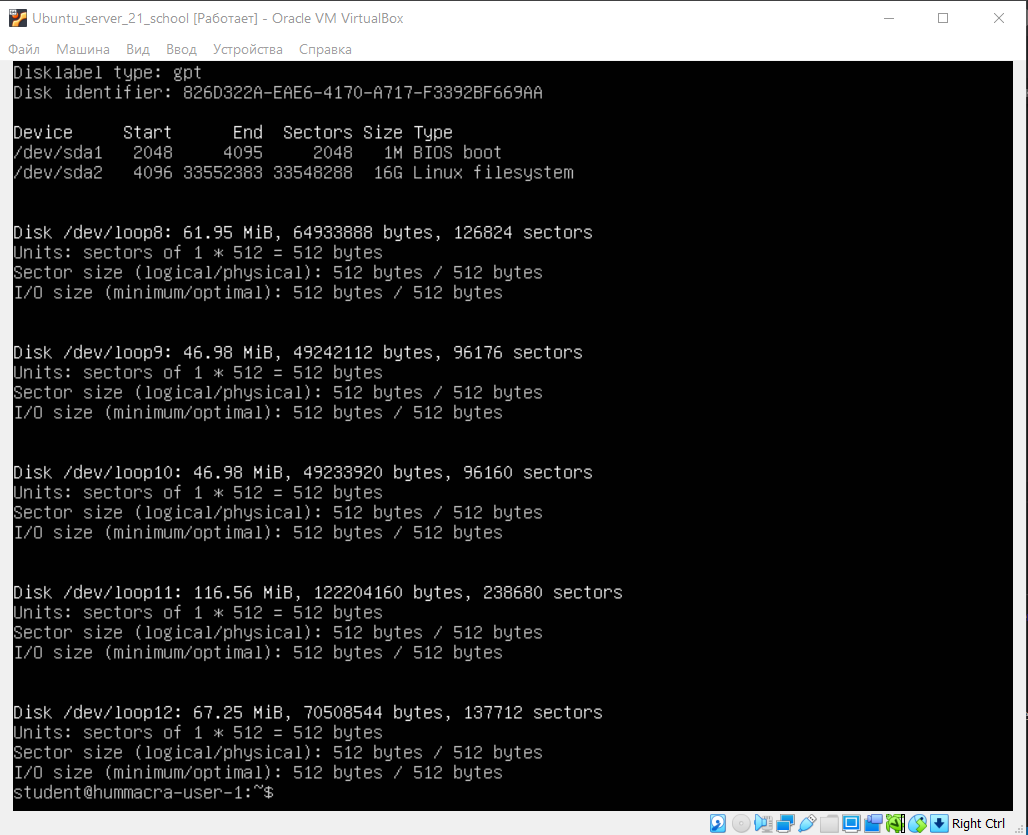 Ubuntu_server_21_school [Работает] - Oracle VM VirtualBox
Файл Машина Вид Ввод Устройства Справка
Disklabel type: gpt
Disk identifier: 826D322A-EAE6-4170-A717-F3392BF669AA
Device Start End Sectors Size Type
/dev/sda1 2048 4095 2048 1M BIOS boot
/dev/sda2 4096 33552383 33548288 16G Linux filesystem
Disk /dev/loop8: 61.95 MiB, 64933888 bytes, 126824 sectors
Units: sectors of 1 * 512 = 512 bytes
Sector size (logical/physical): 512 bytes / 512 bytes
I/O size (minimum/optimal): 512 bytes / 512 bytes
Disk /dev/loop9: 46.98 MiB, 49242112 bytes, 96176 sectors
Units: sectors of 1 * 512 = 512 bytes
Sector size (logical/physical): 512 bytes / 512 bytes
I/O size (minimum/optimal): 512 bytes / 512 bytes
Disk /dev/loop10: 46.98 MiB, 49233920 bytes, 96160 sectors
Units: sectors of 1 * 512 = 512 bytes
Sector size (logical/physical): 512 bytes / 512 bytes
I/O size (minimum/optimal): 512 bytes / 512 bytes
Disk /dev/loop11: 116.56 MiB, 122204160 bytes, 238680 sectors
Units: sectors of 1 * 512 = 512 bytes
Sector size (logical/physical): 512 bytes / 512 bytes
I/O size (minimum/optimal): 512 bytes / 512 bytes
Disk /dev/loop12: 67.25 MiB, 70508544 bytes, 137712 sectors
Units: sectors of 1 * 512 = 512 bytes
Sector size (logical/physical): 512 bytes / 512 bytes
I/O size (minimum/optimal): 512 bytes / 512 bytes
student@hummacra-user-1:~$
Right Ctrl